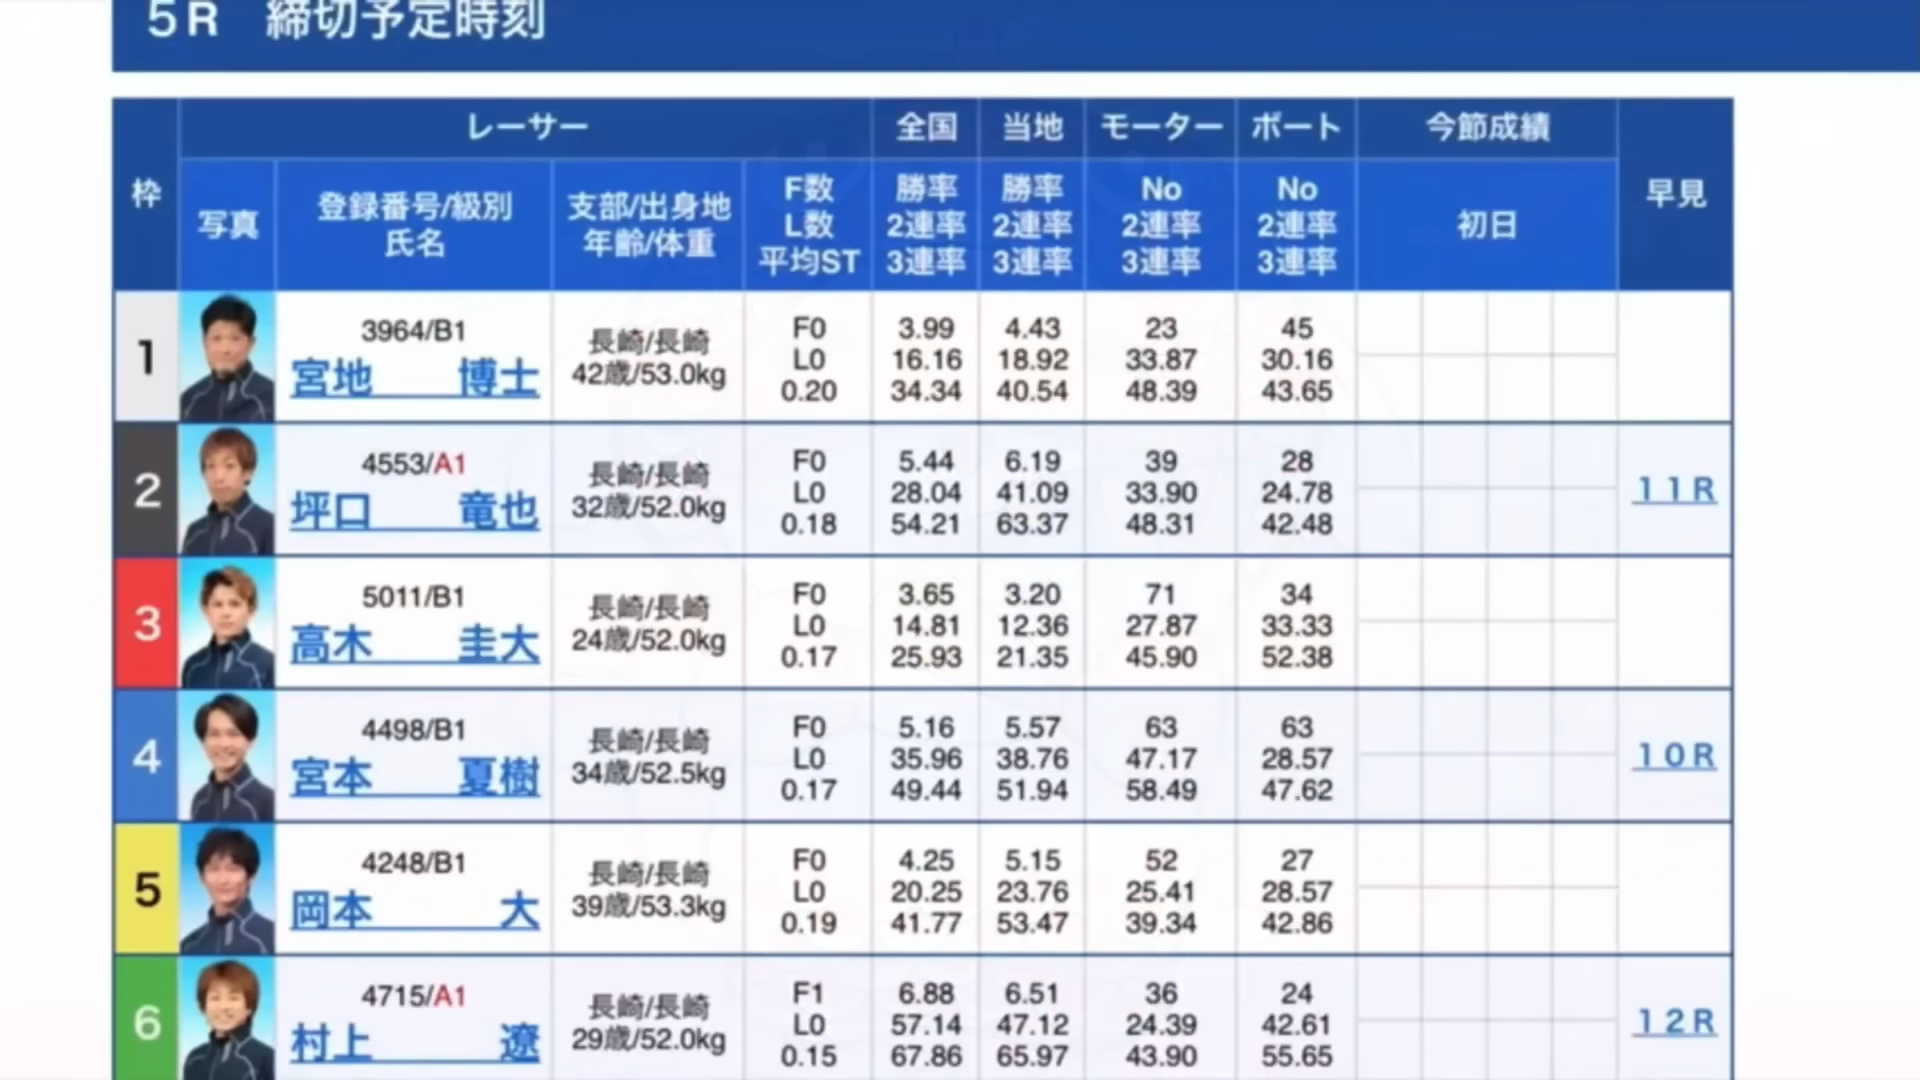 5R 締切予定時刻
枠 レーサー 全国 当地 モーター ボート 今節成績 早見
写真 登録番号/級別 氏名 支部/出身地 年齢/体重 F数 L数 平均ST 勝率 2連率 3連率 勝率 2連率 3連率 No 2連率 3連率 No 2連率 3連率 初日
1 3964/B1 宮地 博士 長崎/長崎 42歳/53.0kg F0 L0 0.20 3.99 16.16 34.34 4.43 18.92 40.54 23 33.87 48.39 45 30.16 43.65
2 4553/A1 坪口 竜也 長崎/長崎 32歳/52.0kg F0 L0 0.18 5.44 28.04 54.21 6.19 41.09 63.37 39 33.90 48.31 28 24.78 42.48 11R
3 5011/B1 高木 圭大 長崎/長崎 24歳/52.0kg F0 L0 0.17 3.65 14.81 25.93 3.20 12.36 21.35 71 27.87 45.90 34 33.33 52.38
4 4498/B1 宮本 夏樹 長崎/長崎 34歳/52.5kg F0 L0 0.17 5.16 35.96 49.44 5.57 38.76 51.94 63 47.17 58.49 63 28.57 47.62 10R
5 4248/B1 岡本 大 長崎/長崎 39歳/53.3kg F0 L0 0.19 4.25 20.25 41.77 5.15 23.76 53.47 52 25.41 39.34 27 28.57 42.86
6 4715/A1 村上 遼 長崎/長崎 29歳/52.0kg F1 L0 0.15 6.88 57.14 67.86 6.51 47.12 65.97 36 24.39 43.90 24 42.61 55.65 12R